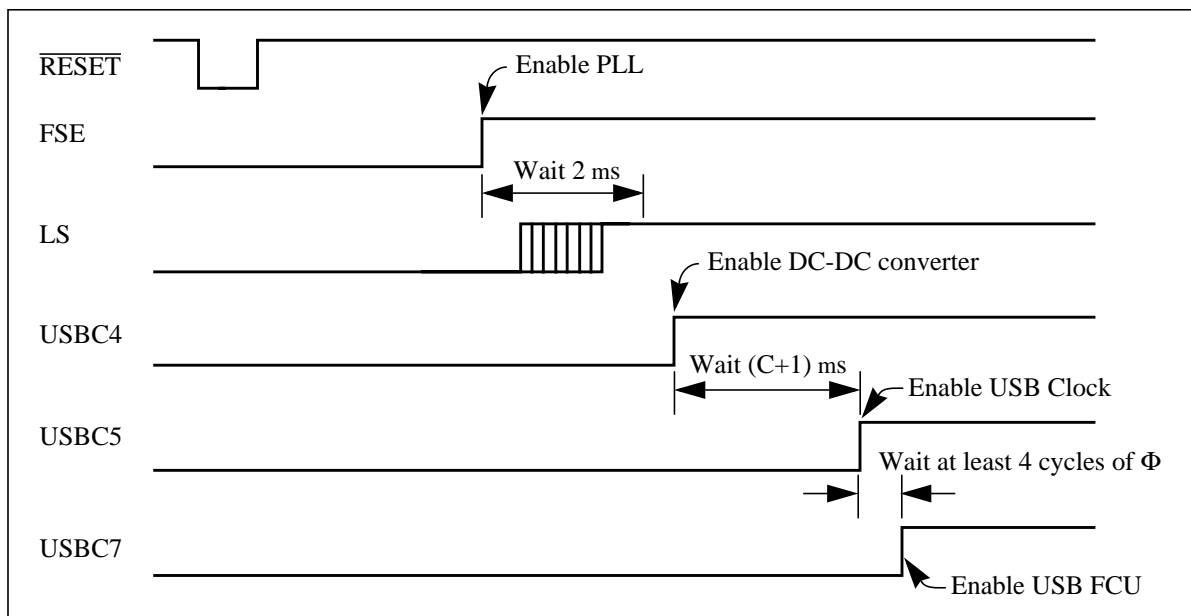 RESET
Enable PLL
FSE
Wait 2 ms
LS
Enable DC-DC converter
USBC4
Wait (C+1) ms
Enable USB Clock
USBC5
Wait at least 4 cycles of Φ
USBC7
Enable USB FCU